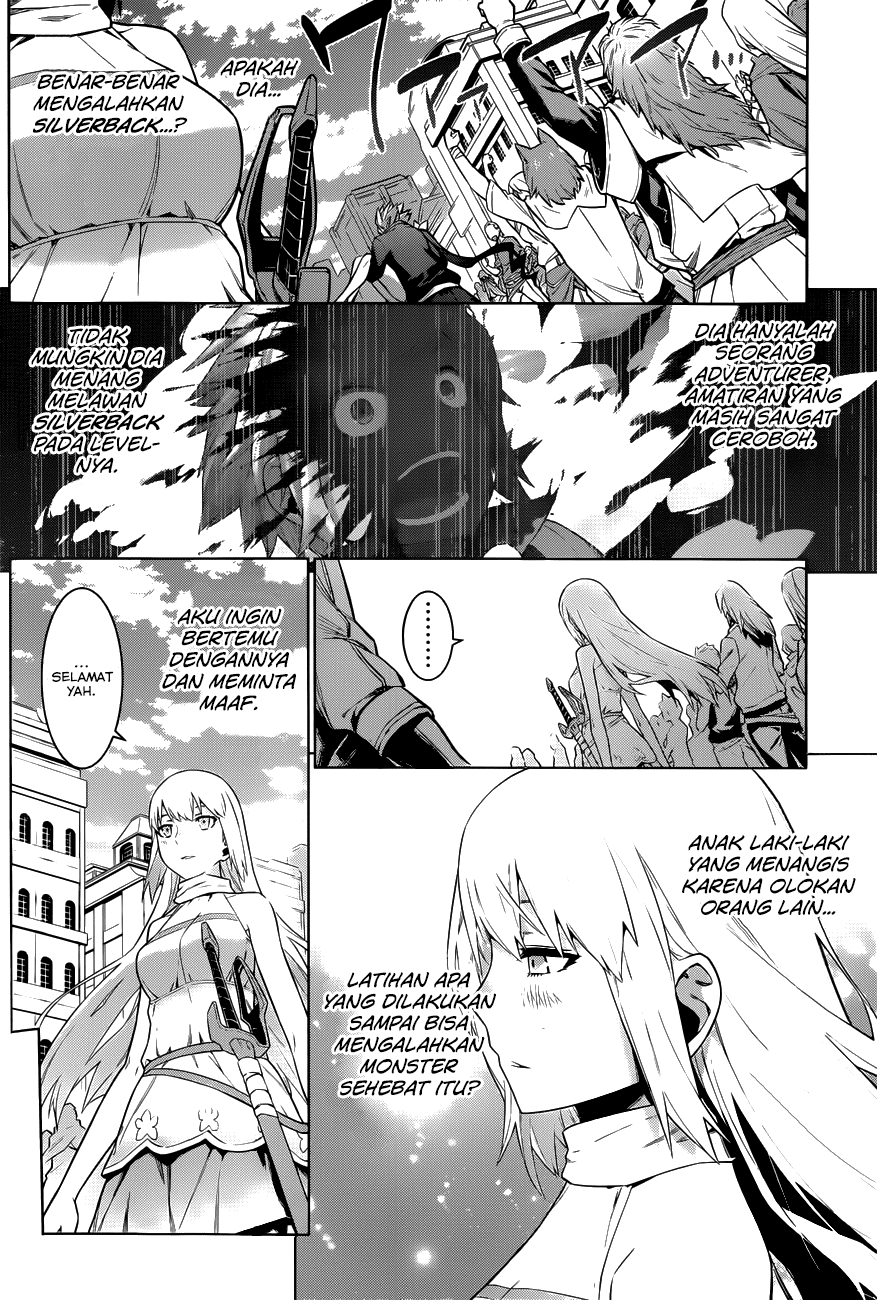 APAKAH
DIA...
BENAR-BENAR
MENGALAHKAN
SILVERBACK...?
DIA HANYALAH
SEORANG
ADVENTURER,
AMATIRAN YANG
MASIH SANGAT
CEROBOH.
TIDAK
MUNGKIN DIA
MENANG
MELAWAN
SILVERBACK
PADA LEVEL-
NYA.
........
AKU INGIN
BERTEMU
DENGANNYA
DAN MEMINTA
MAAF.
...
SELAMAT
YAH.
ANAK LAKI-LAKI
YANG MENANGIS
KARENA OLOKAN
ORANG LAIN...
LATIHAN APA
YANG DILAKUKAN
SAMPAI BISA
MENGALAHKAN
MONSTER
SEHEBAT ITU?